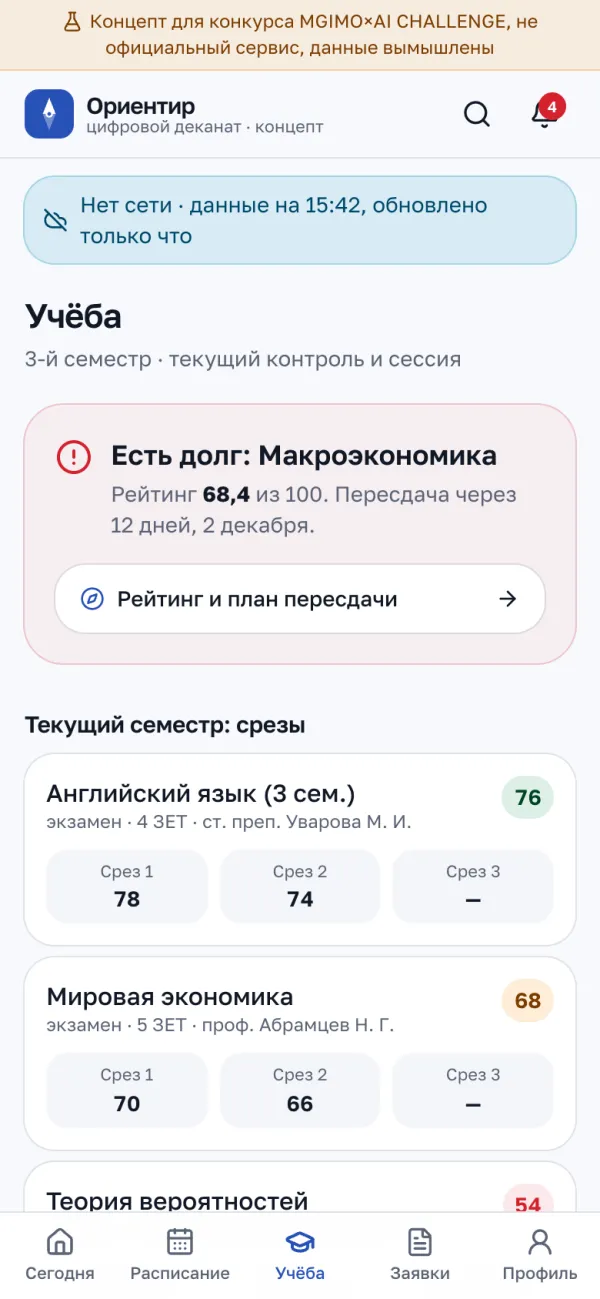 Концепт для конкурса MGIMO×AI CHALLENGE, не
официальный сервис, данные вымышлены
Ориентир
цифровой деканат · концепт
4
Нет сети · данные на 15:42, обновлено
только что
Учёба
3-й семестр · текущий контроль и сессия
Есть долг: Макроэкономика
Рейтинг 68,4 из 100. Пересдача через
12 дней, 2 декабря.
Рейтинг и план пересдачи
Текущий семестр: срезы
Английский язык (3 сем.)
76
экзамен · 4 ЗЕТ · ст. преп. Уварова М. И.
Срез 1 Срез 2 Срез 3
78 74 —
Мировая экономика
68
экзамен · 5 ЗЕТ · проф. Абрамцев Н. Г.
Срез 1 Срез 2 Срез 3
70 66 —
Теория вероятностей
54
Сегодня Расписание Учёба Заявки Профиль